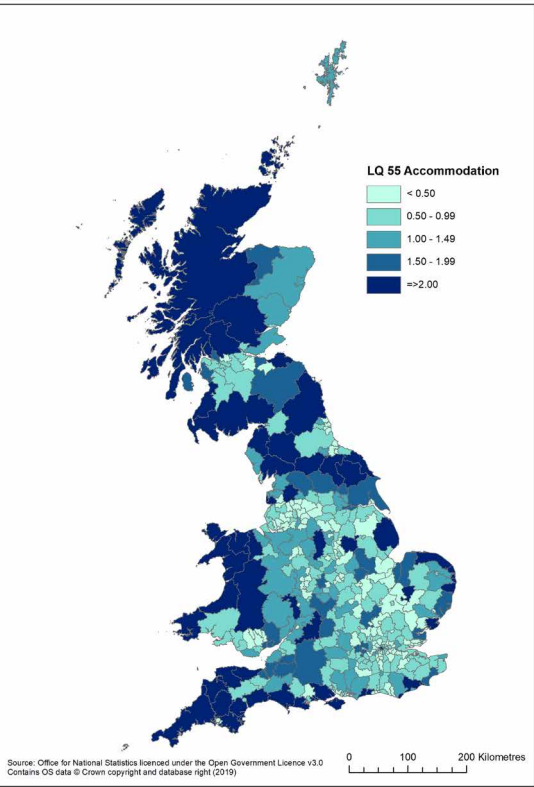 LQ 55 Accommodation
< 0.50
0.50 - 0.99
1.00 - 1.49
1.50 - 1.99
=>2.00
0 100 200 Kilometres
Source: Office for National Statistics licenced under the Open Government Licence v3.0
Contains OS data © Crown copyright and database right (2019)